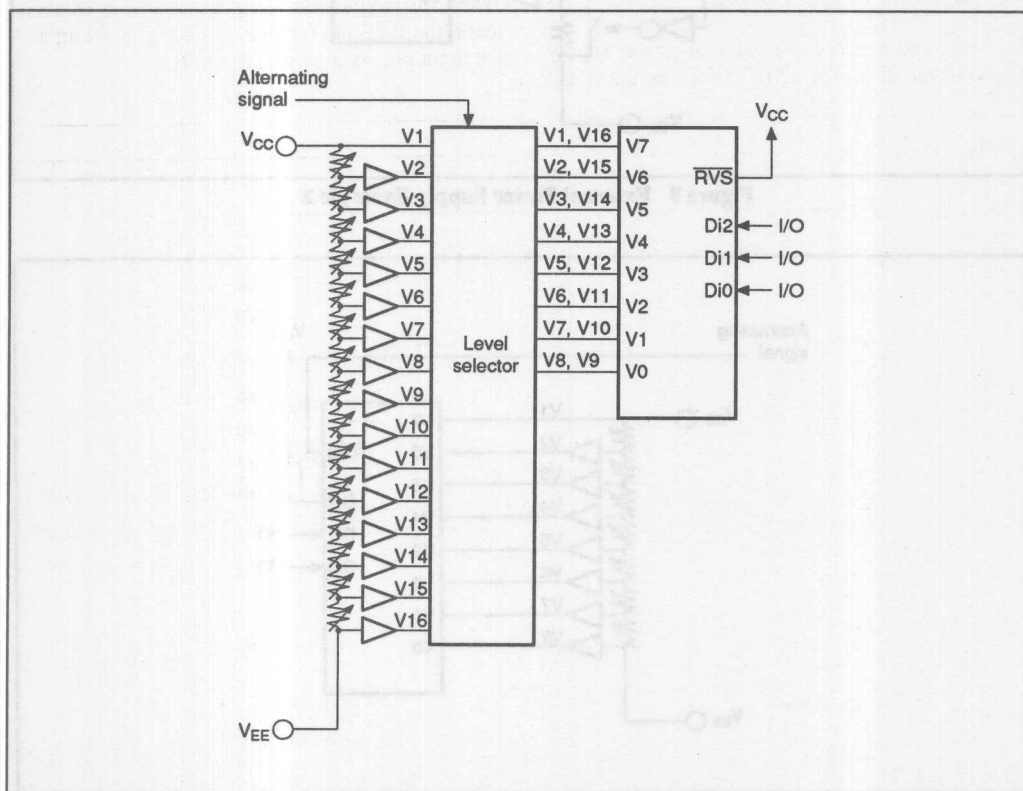 Alternating
signal
VCC
V1
V2
V3
V4
V5
V6
V7
V8
V9
V10
V11
V12
V13
V14
V15
V16
VEE
Level
selector
V1, V16
V2, V15
V3, V14
V4, V13
V5, V12
V6, V11
V7, V10
V8, V9
V7
V6
V5
V4
V3
V2
V1
V0
VCC
RVS
Di2 I/O
Di1 I/O
Di0 I/O